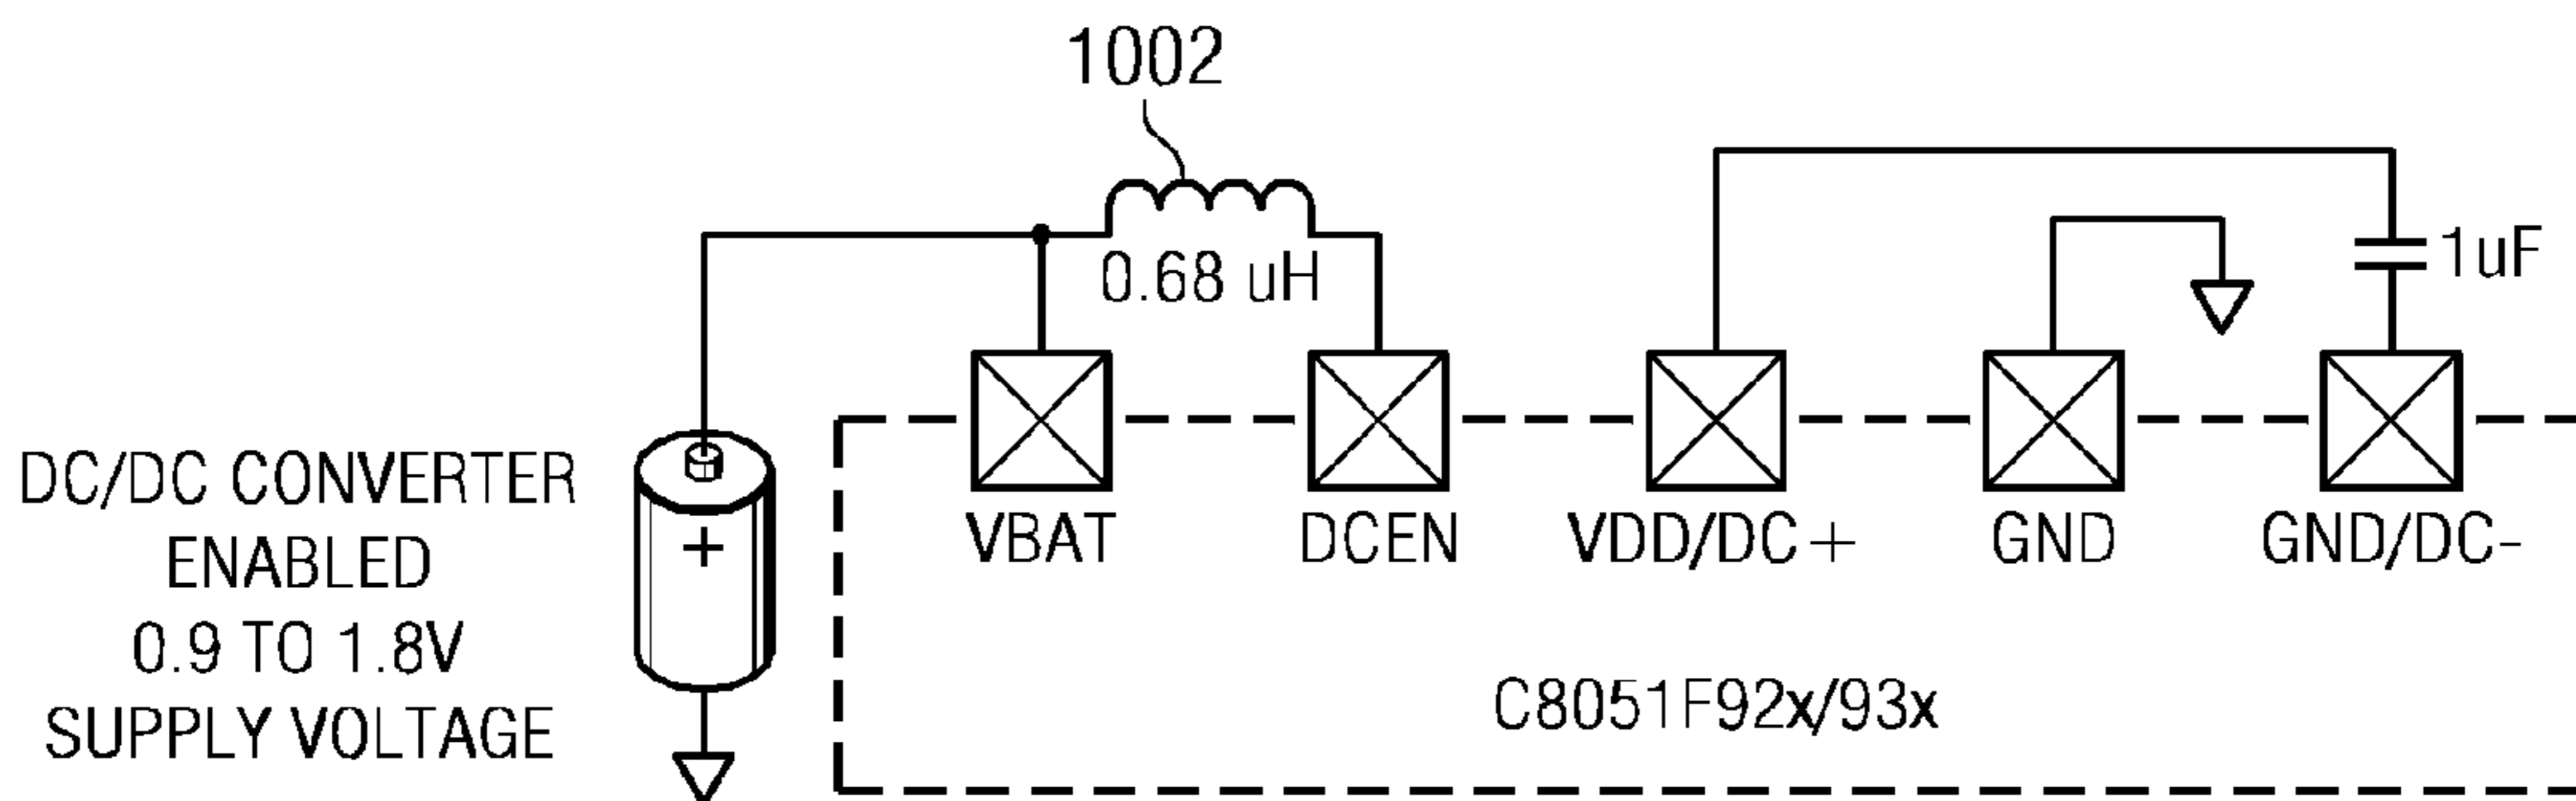 1002
0.68 uH
1uF
VBAT
DCEN
VDD/DC+
GND
GND/DC-
DC/DC CONVERTER
ENABLED
0.9 TO 1.8V
SUPPLY VOLTAGE
+
C8051F92x/93x